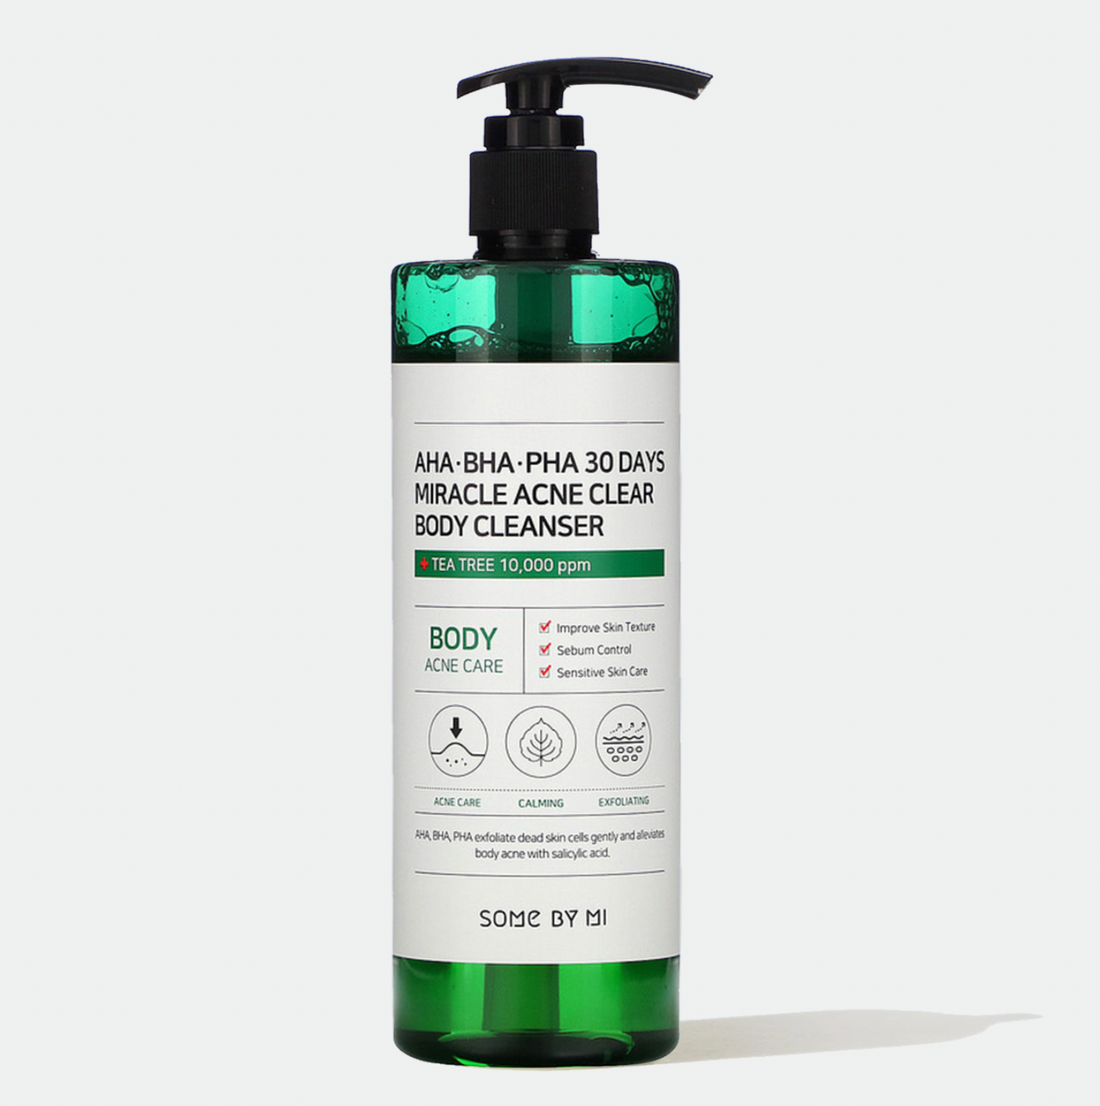 AHA·BHA·PHA 30 DAYS
MIRACLE ACNE CLEAR
BODY CLEANSER
+ TEA TREE 10,000 ppm
BODY
ACNE CARE
Improve Skin Texture
Sebum Control
Sensitive Skin Care
ACNE CARE
CALMING
EXFOLIATING
AHA, BHA, PHA exfoliate dead skin cells gently and alleviates
body acne with salicylic acid.
SOME BY MI